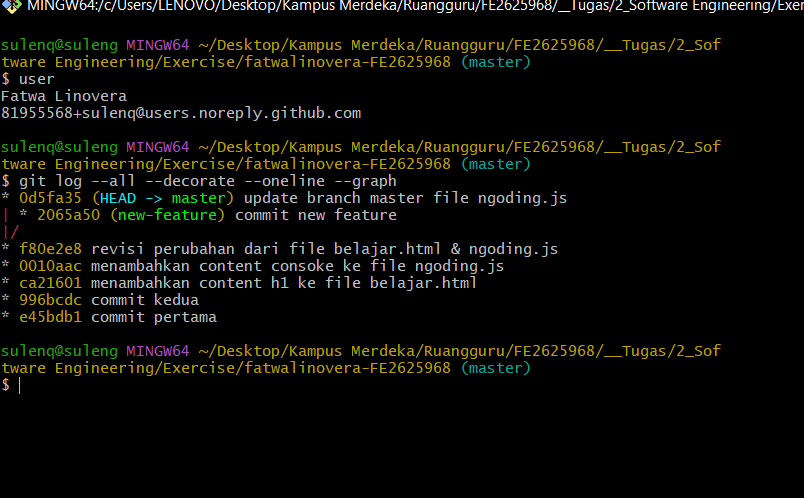 MINGW64:/c/Users/LENOVO/Desktop/Kampus Merdeka/Ruangguru/FE2625968/__Tugas/2_Software Engineering/Exer
sulenq@suleng MINGW64 ~/Desktop/Kampus Merdeka/Ruangguru/FE2625968/__Tugas/2_Sof
tware Engineering/Exercise/fatwalinovera-FE2625968 (master)
$ user
Fatwa Linovera
81955568+sulenq@users.noreply.github.com
sulenq@suleng MINGW64 ~/Desktop/Kampus Merdeka/Ruangguru/FE2625968/__Tugas/2_Sof
tware Engineering/Exercise/fatwalinovera-FE2625968 (master)
$ git log --all --decorate --oneline --graph
* 0d5fa35 (HEAD -> master) update branch master file ngoding.js
| * 2065a50 (new-feature) commit new feature
|/
* f80e2e8 revisi perubahan dari file belajar.html & ngoding.js
* 0010aac menambahkan content consoke ke file ngoding.js
* ca21601 menambahkan content h1 ke file belajar.html
* 996bcdc commit kedua
* e45bdb1 commit pertama
sulenq@suleng MINGW64 ~/Desktop/Kampus Merdeka/Ruangguru/FE2625968/__Tugas/2_Sof
tware Engineering/Exercise/fatwalinovera-FE2625968 (master)
$